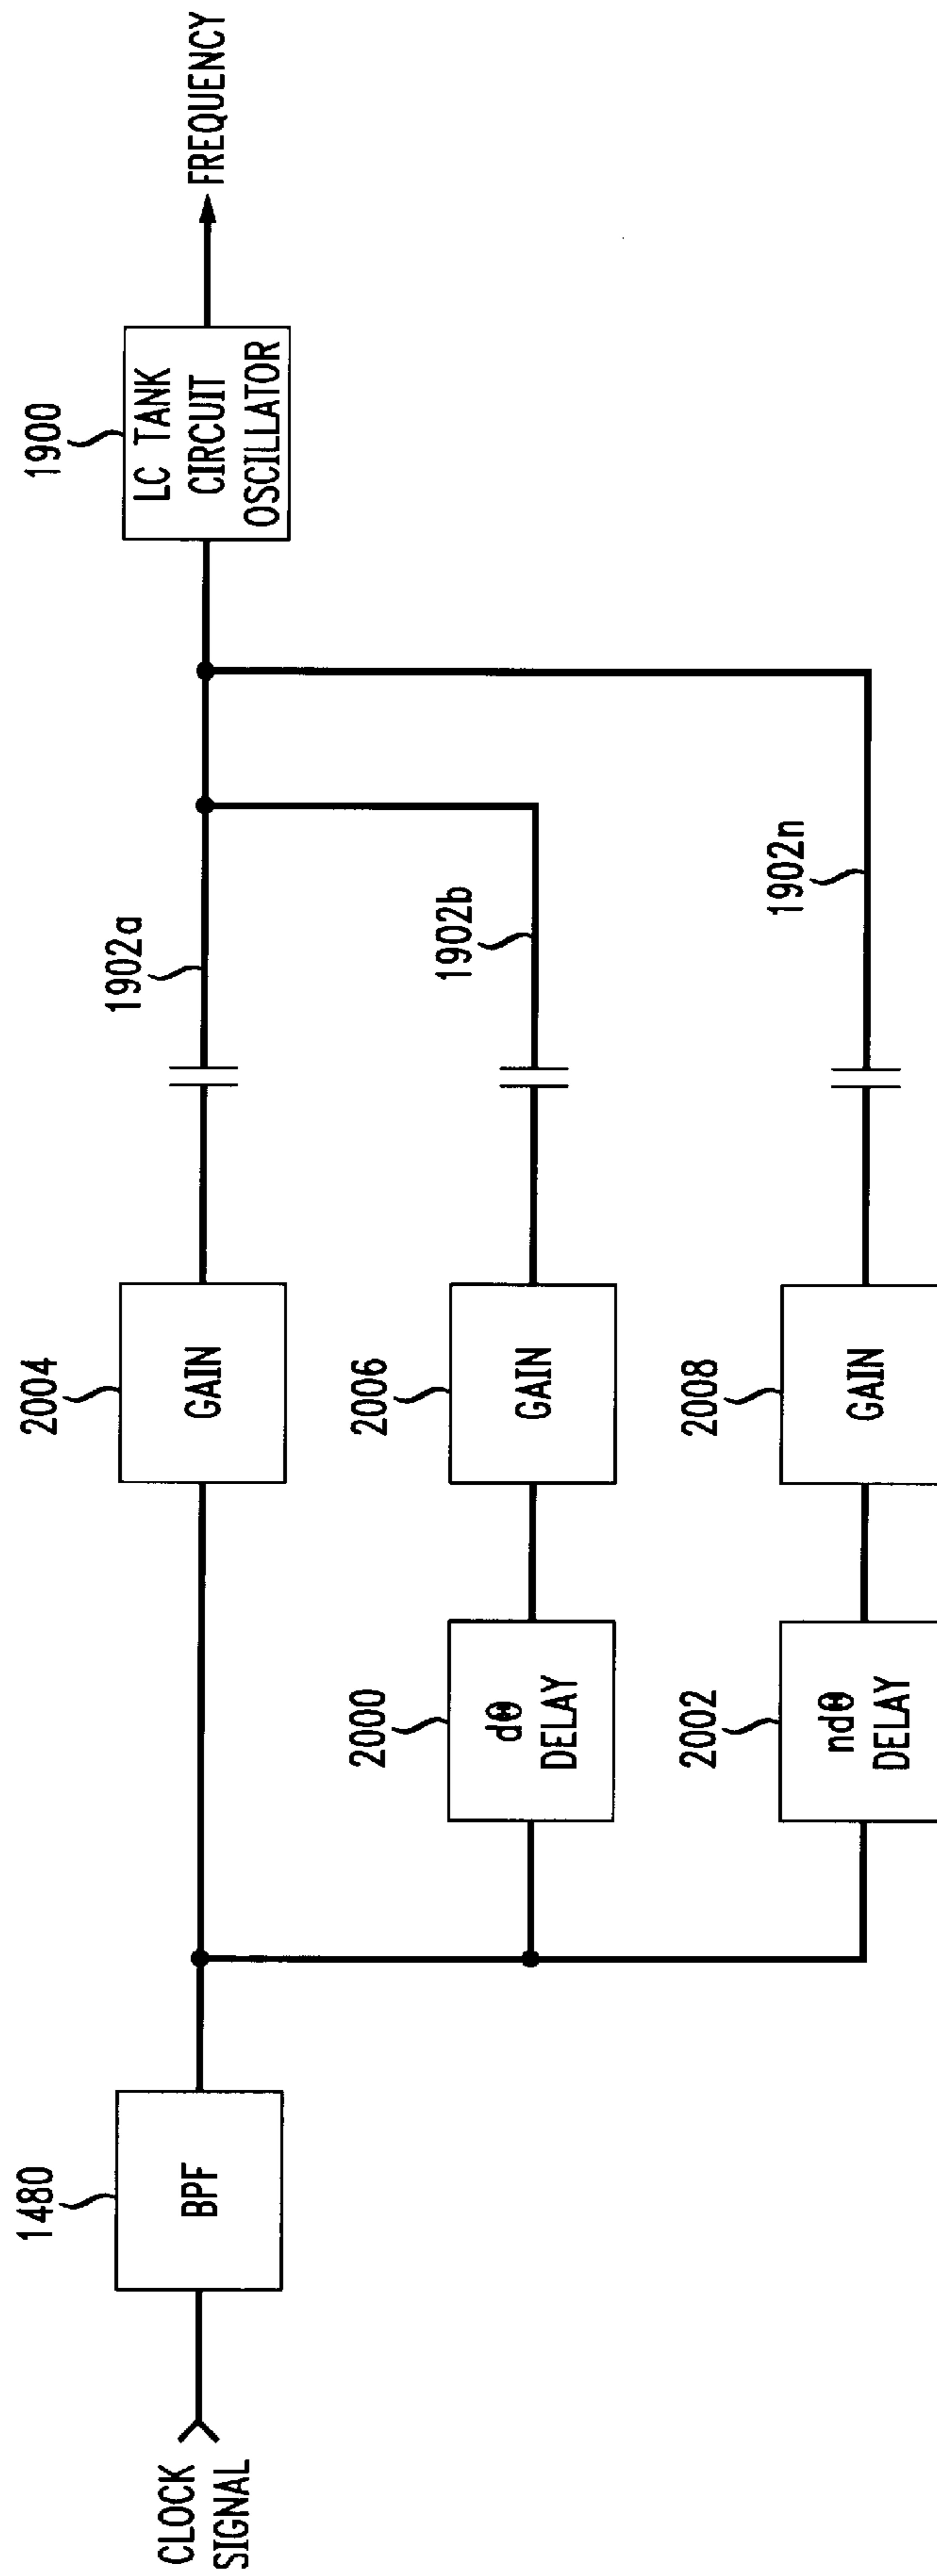 CLOCK
SIGNAL
1480
BPF
2004
GAIN
1902a
1900
LC TANK
CIRCUIT
OSCILLATOR
FREQUENCY
2000
dΘ
DELAY
2006
GAIN
1902b
2002
ndΘ
DELAY
2008
GAIN
1902n